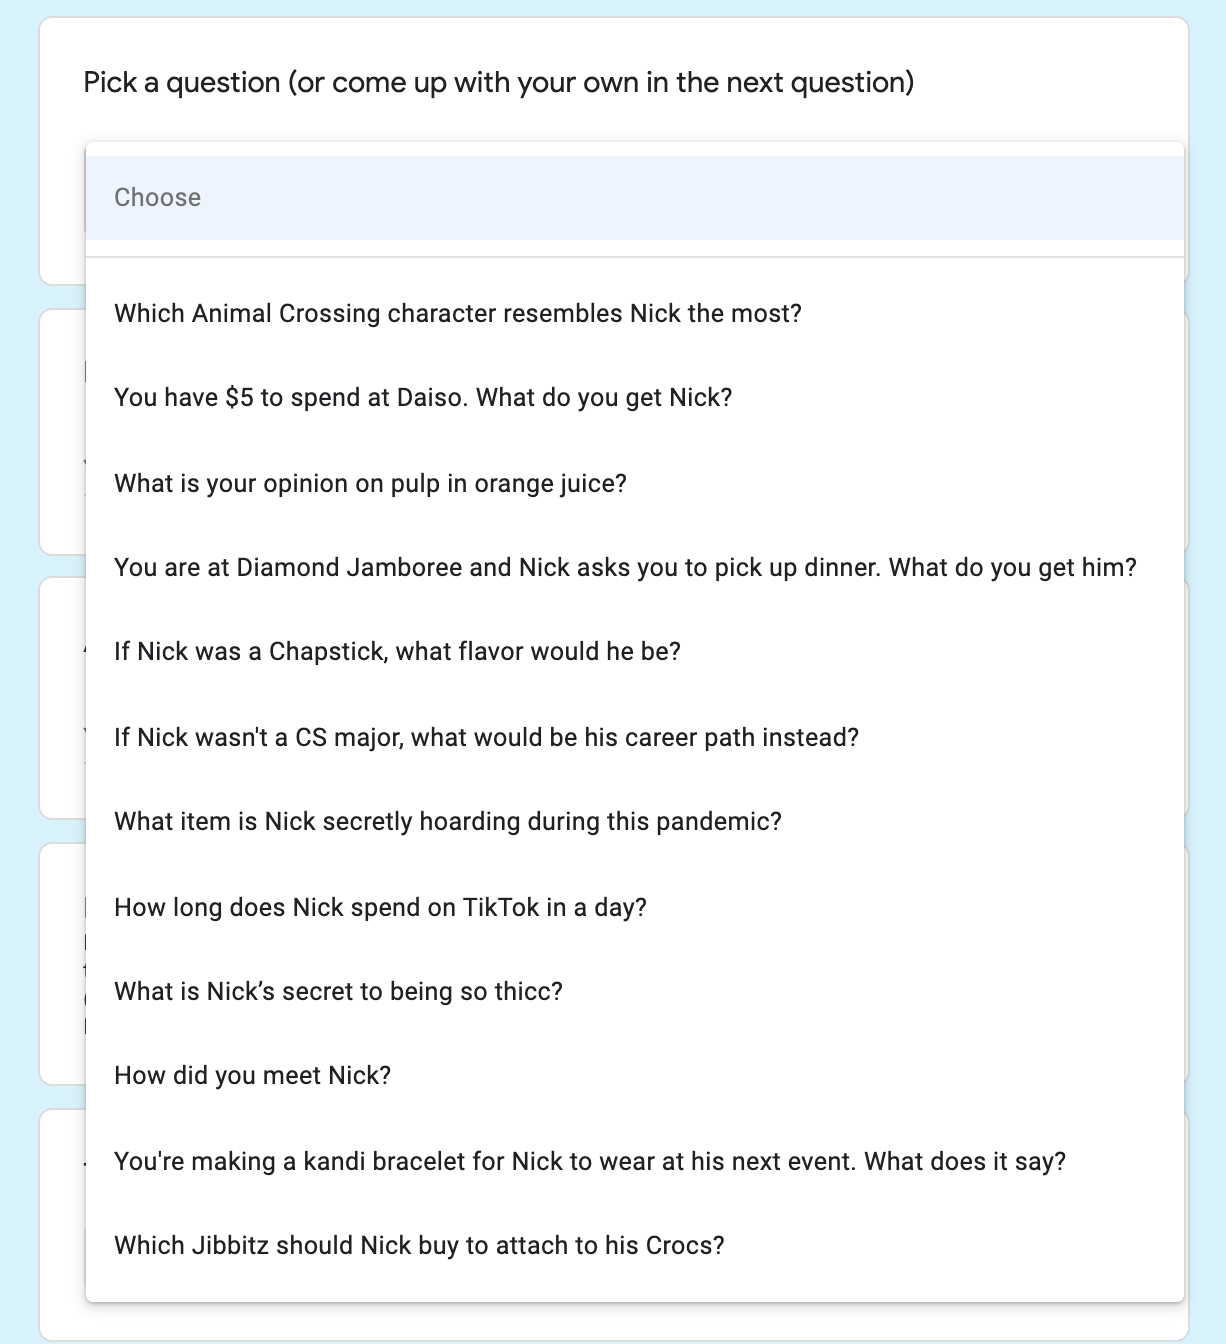 Pick a question (or come up with your own in the next question)
Choose
Which Animal Crossing character resembles Nick the most?
You have $5 to spend at Daiso. What do you get Nick?
What is your opinion on pulp in orange juice?
You are at Diamond Jamboree and Nick asks you to pick up dinner. What do you get him?
If Nick was a Chapstick, what flavor would he be?
If Nick wasn't a CS major, what would be his career path instead?
What item is Nick secretly hoarding during this pandemic?
How long does Nick spend on TikTok in a day?
What is Nick’s secret to being so thicc?
How did you meet Nick?
You're making a kandi bracelet for Nick to wear at his next event. What does it say?
Which Jibbitz should Nick buy to attach to his Crocs?